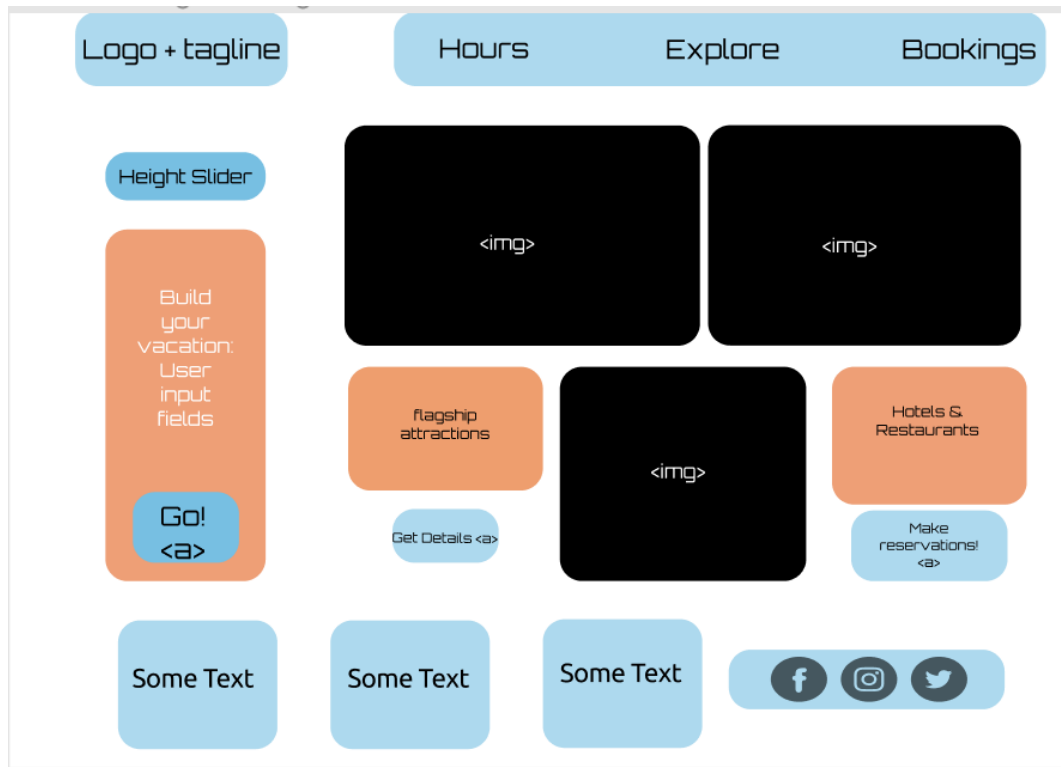 Logo + tagline
Hours
Explore
Bookings
Height Slider
<img>
<img>
Build
your
vacation:
User
input
fields
Go!
<a>
flagship
attractions
Get Details <a>
<img>
Hotels &
Restaurants
Make
reservations!
<a>
Some Text
Some Text
Some Text